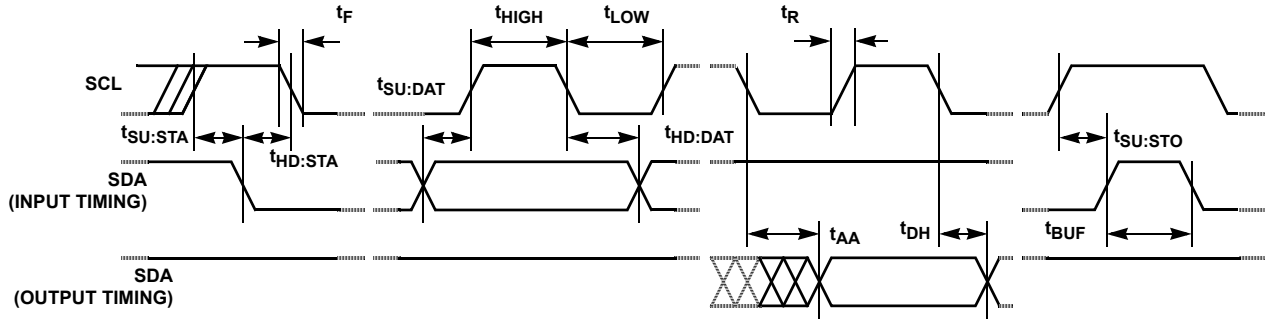 tF
tHIGH
tLOW
tR
SCL
tSU:DAT
tSU:STA
tHD:STA
tHD:DAT
tSU:STO
SDA
(INPUT TIMING)
tAA
tDH
tBUF
SDA
(OUTPUT TIMING)